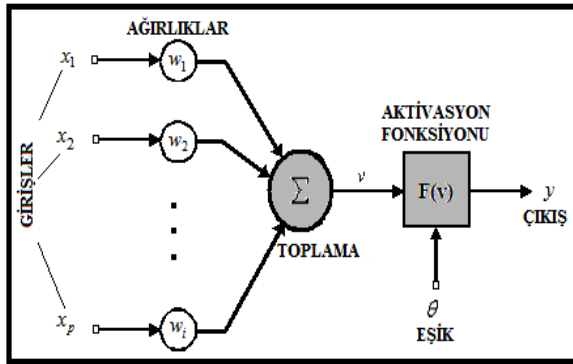 AĞIRLIKLAR
x1
w1
x2
w2
GİRİŞLER
xp
wi
Σ
TOPLAMA
v
AKTİVASYON
FONKSİYONU
F(v)
y
ÇIKIŞ
θ
EŞİK